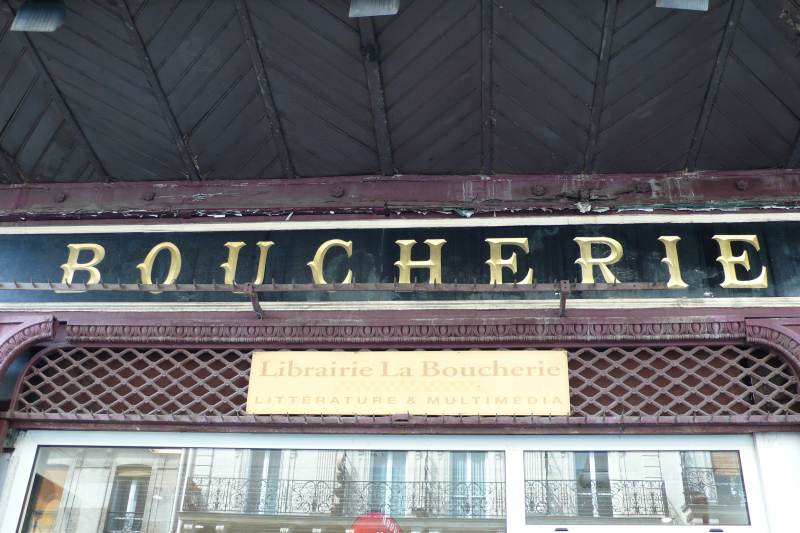 BOUCHERIE
Librairie La Boucherie
LITTÉRATURE & MULTIMÉDIA